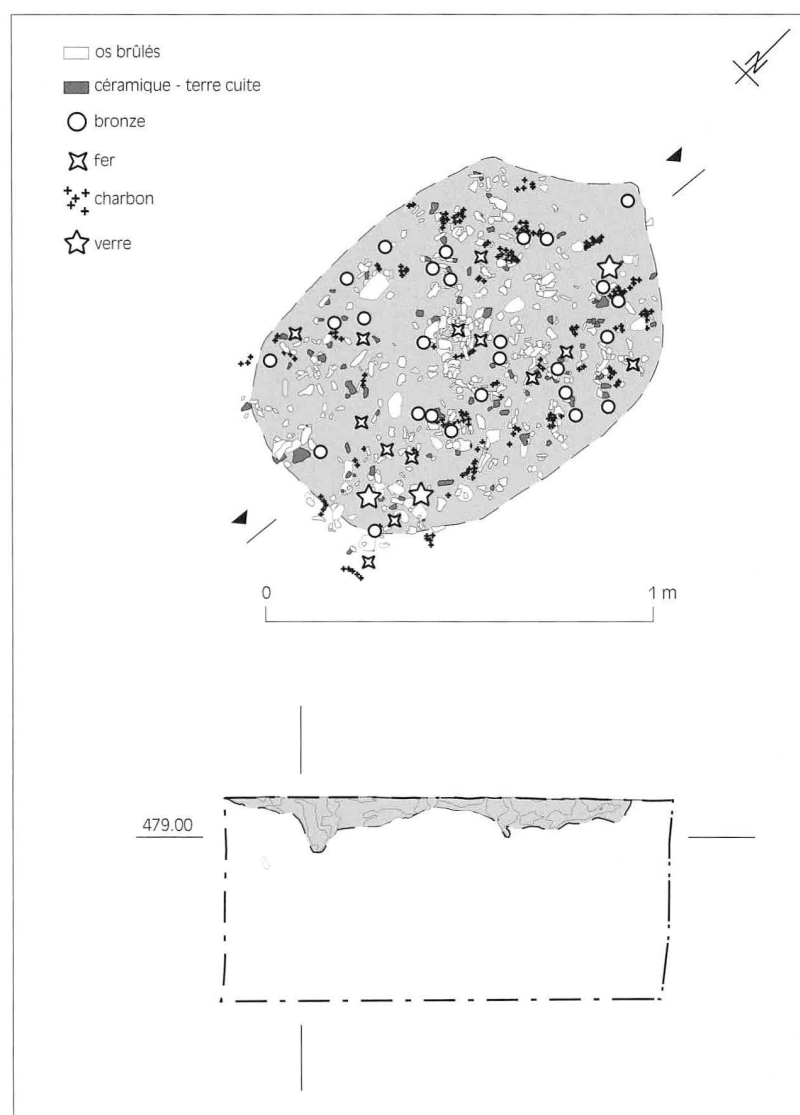 os brûlés
céramique - terre cuite
bronze
fer
charbon
verre
N
0 1 m
479.00